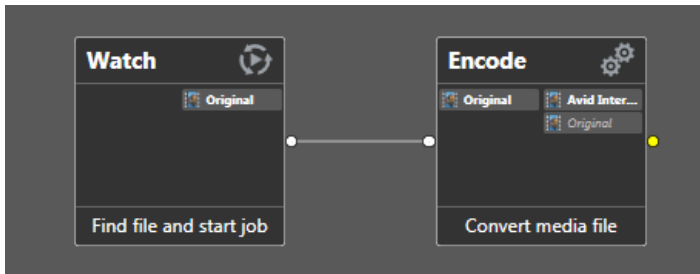 Watch
Original
Find file and start job
Encode
Original
Avid Inter...
Original
Convert media file